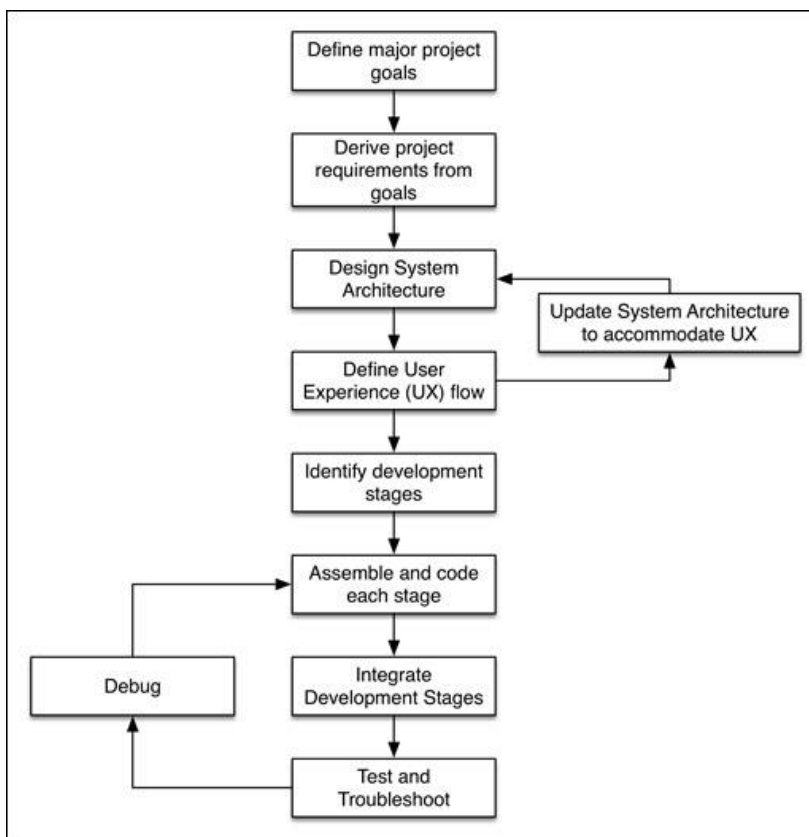 Define major project
goals
Derive project
requirements from
goals
Design System
Architecture
Update System Architecture
to accommodate UX
Define User
Experience (UX) flow
Identify development
stages
Assemble and code
each stage
Debug
Integrate
Development Stages
Test and
Troubleshoot